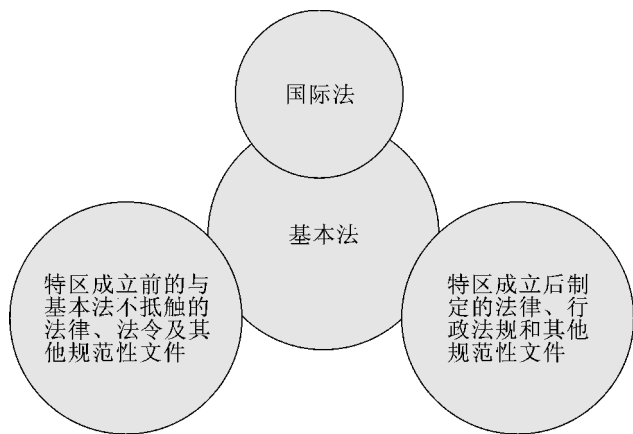 国际法
基本法
特区成立前的与
基本法不抵触的
法律、法令及其
他规范性文件
特区成立后制
定的法律、行
政法规和其他
规范性文件